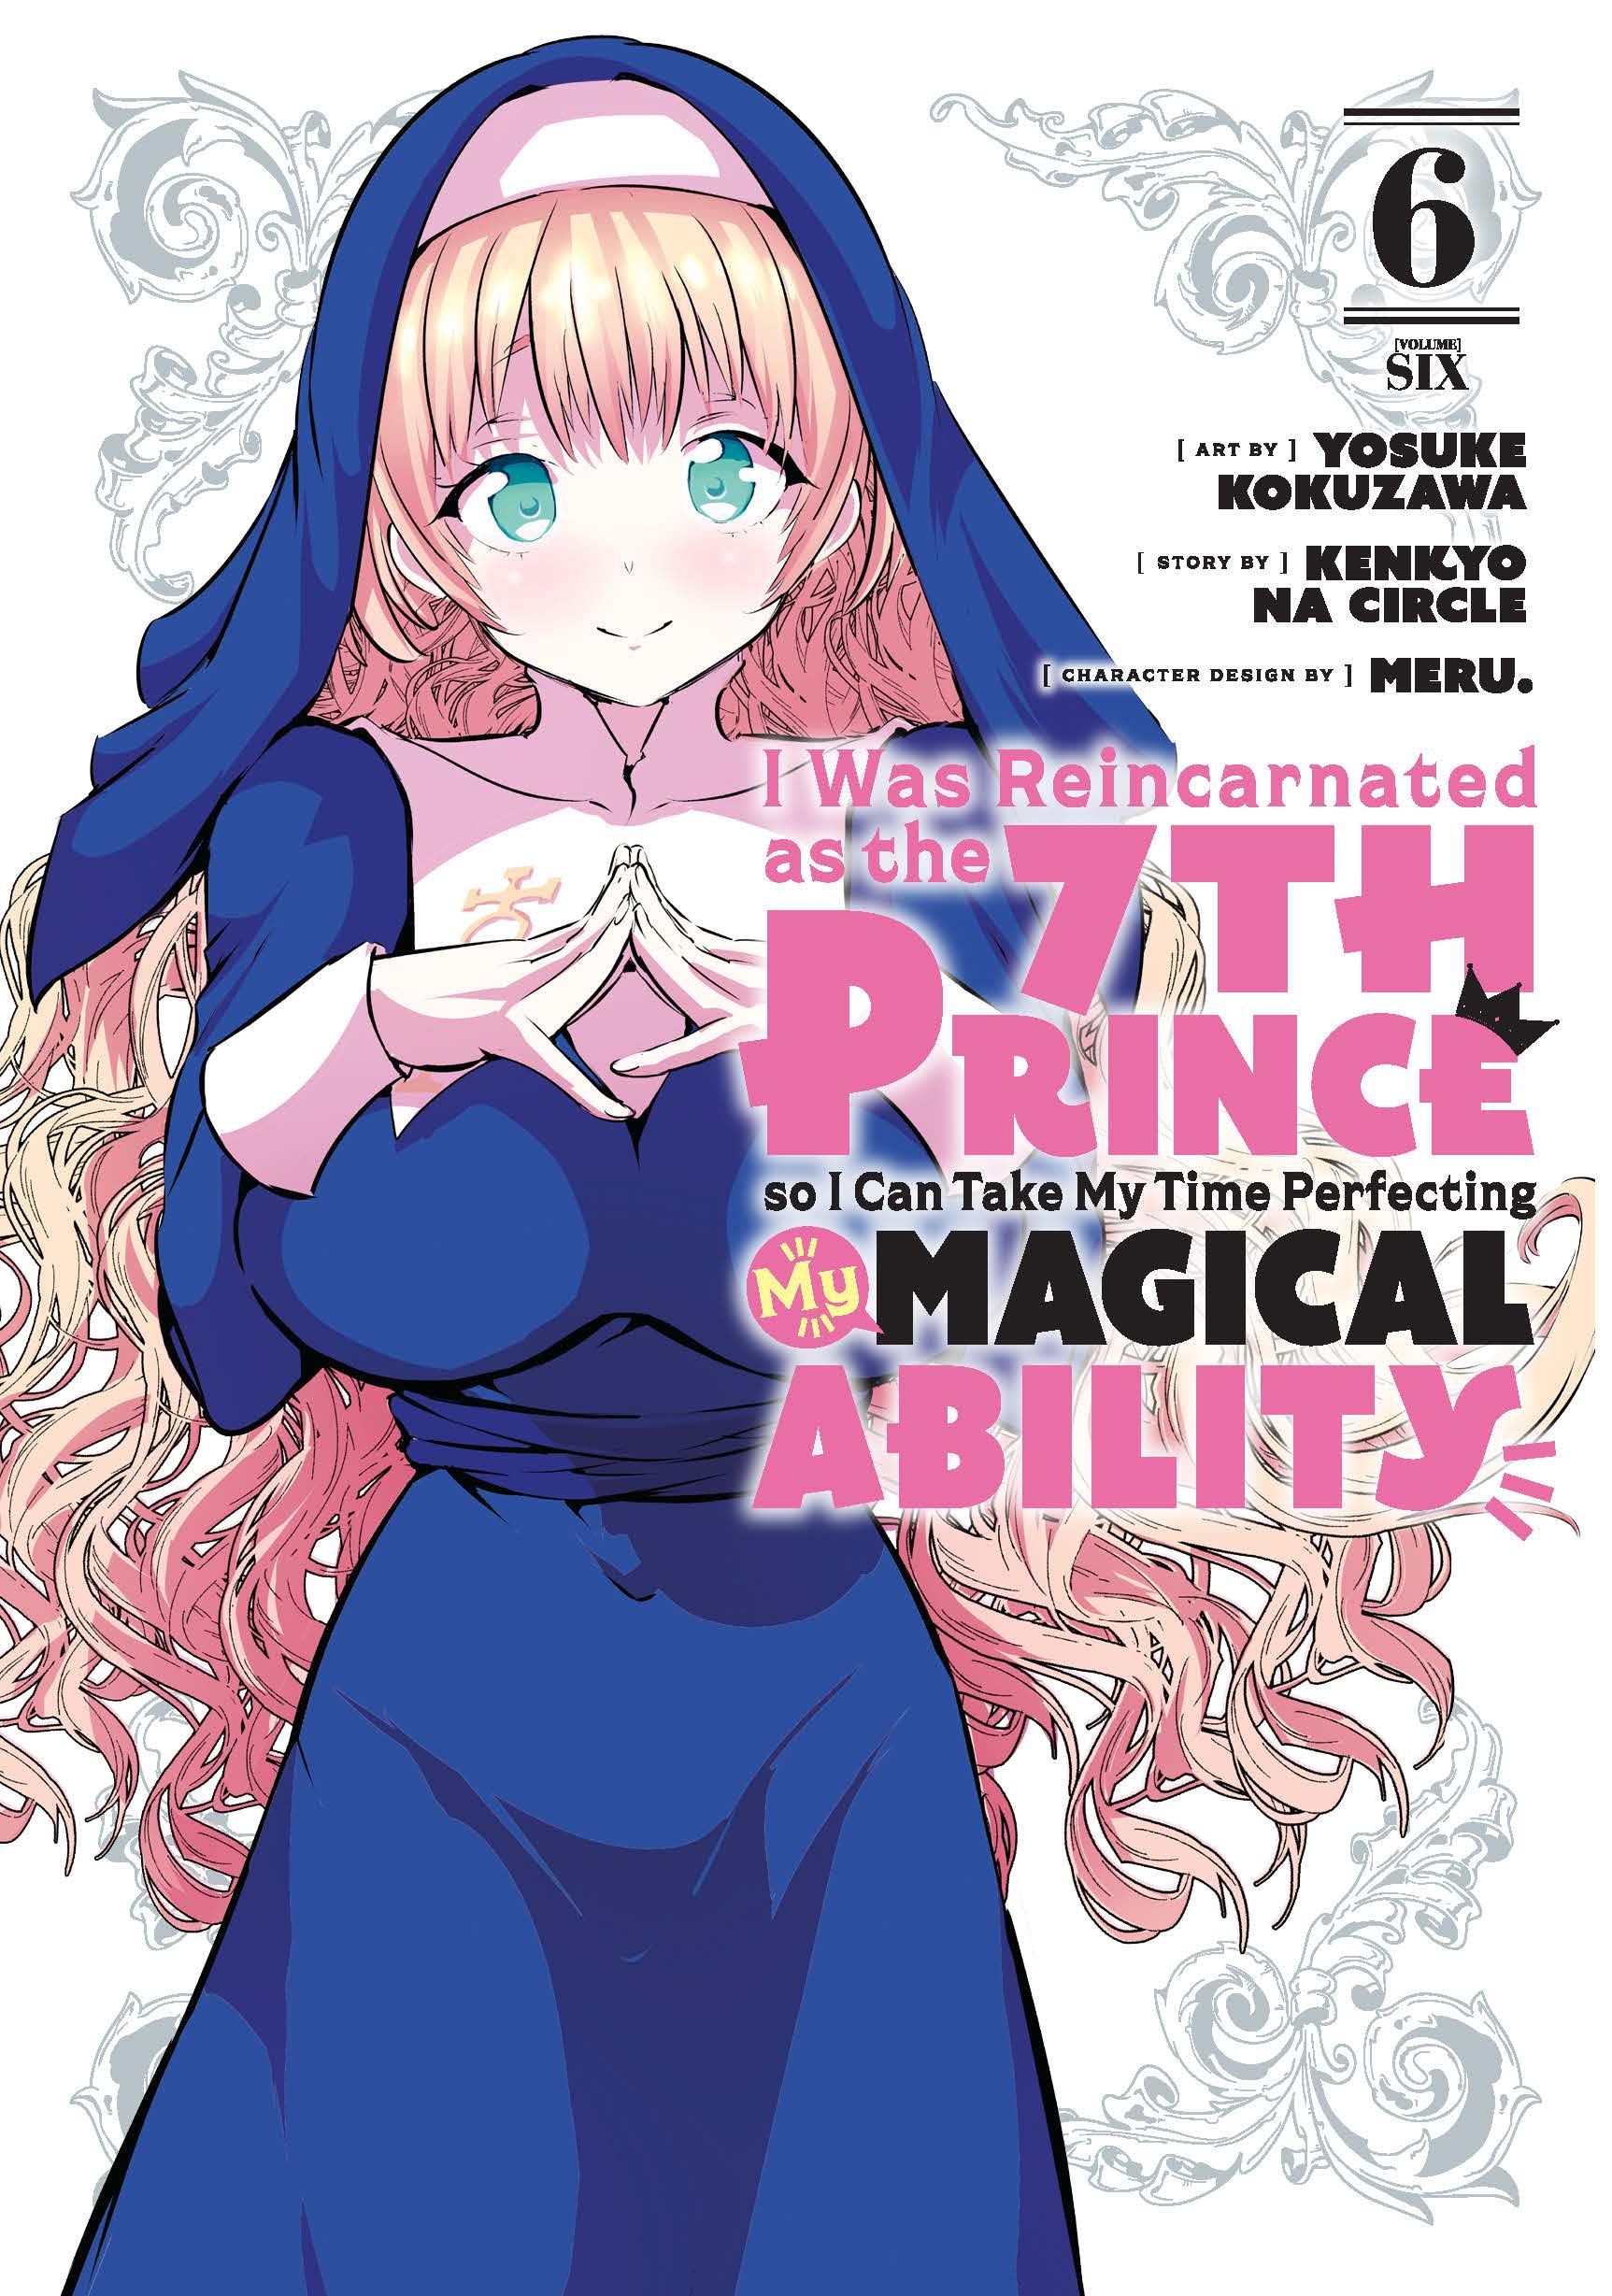 6
[VOLUME]
SIX
[ ART BY ] YOSUKE
KOKUZAWA
[ STORY BY ] KENKYO
NA CIRCLE
[ CHARACTER DESIGN BY ] MERU.
I Was Reincarnated
as the 7TH
PRINCE
so I Can Take My Time Perfecting
My MAGICAL
ABILITY